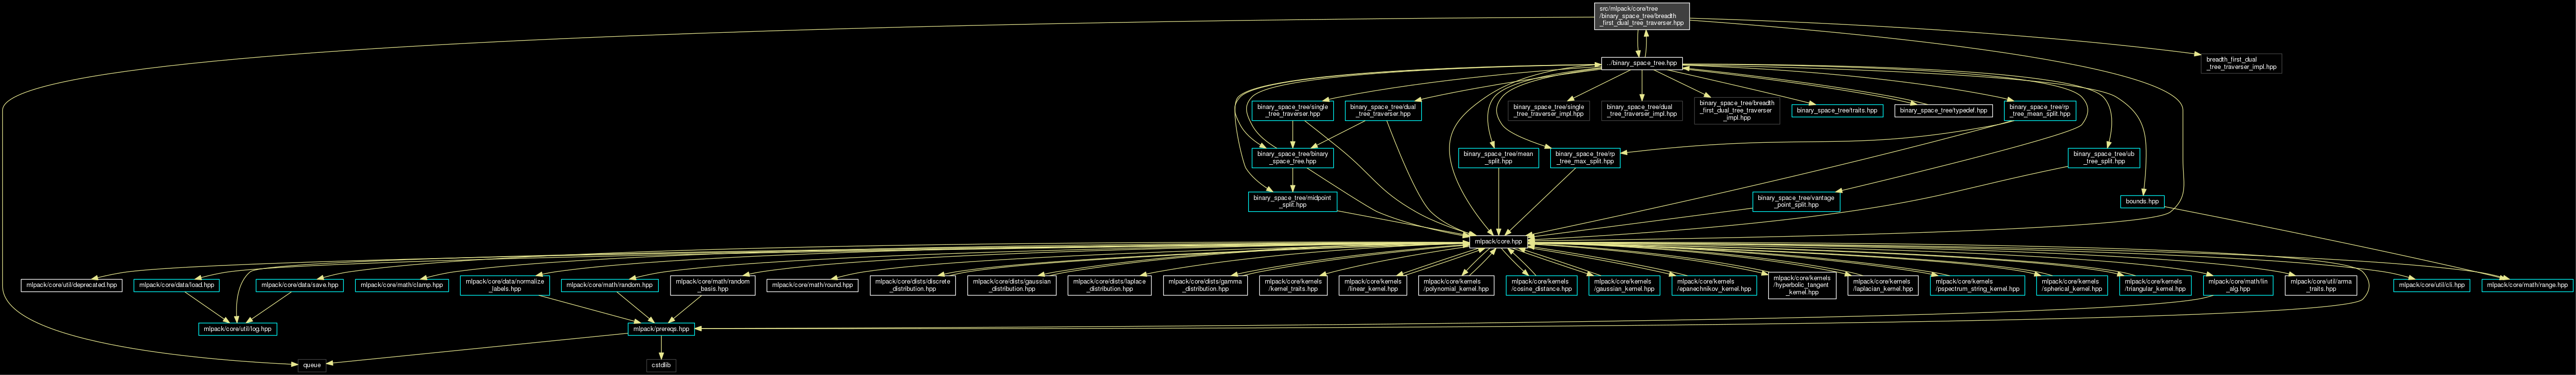 src/mlpack/core/tree
/binary_space_tree/breadth
_first_dual_tree_traverser.hpp
../binary_space_tree.hpp
breadth_first_dual
_tree_traverser_impl.hpp
binary_space_tree/single
_tree_traverser.hpp
binary_space_tree/dual
_tree_traverser.hpp
binary_space_tree/single
_tree_traverser_impl.hpp
binary_space_tree/dual
_tree_traverser_impl.hpp
binary_space_tree/breadth
_first_dual_tree_traverser
_impl.hpp
binary_space_tree/traits.hpp
binary_space_tree/typedef.hpp
binary_space_tree/rp
_tree_mean_split.hpp
binary_space_tree/binary
_space_tree.hpp
binary_space_tree/mean
_split.hpp
binary_space_tree/rp
_tree_max_split.hpp
binary_space_tree/ub
_tree_split.hpp
binary_space_tree/midpoint
_split.hpp
binary_space_tree/vantage
_point_split.hpp
bounds.hpp
mlpack/core.hpp
mlpack/core/util/deprecated.hpp
mlpack/core/data/load.hpp
mlpack/core/data/save.hpp
mlpack/core/math/clamp.hpp
mlpack/core/data/normalize
_labels.hpp
mlpack/core/math/random.hpp
mlpack/core/math/random
_basis.hpp
mlpack/core/math/round.hpp
mlpack/core/dists/discrete
_distribution.hpp
mlpack/core/dists/gaussian
_distribution.hpp
mlpack/core/dists/laplace
_distribution.hpp
mlpack/core/dists/gamma
_distribution.hpp
mlpack/core/kernels
/kernel_traits.hpp
mlpack/core/kernels
/linear_kernel.hpp
mlpack/core/kernels
/polynomial_kernel.hpp
mlpack/core/kernels
/cosine_distance.hpp
mlpack/core/kernels
/gaussian_kernel.hpp
mlpack/core/kernels
/epanechnikov_kernel.hpp
mlpack/core/kernels
/hyperbolic_tangent
_kernel.hpp
mlpack/core/kernels
/laplacian_kernel.hpp
mlpack/core/kernels
/pspectrum_string_kernel.hpp
mlpack/core/kernels
/spherical_kernel.hpp
mlpack/core/kernels
/triangular_kernel.hpp
mlpack/core/math/lin
_alg.hpp
mlpack/core/util/arma
_traits.hpp
mlpack/core/util/cli.hpp
mlpack/core/math/range.hpp
mlpack/core/util/log.hpp
mlpack/prereqs.hpp
queue
cstdlib